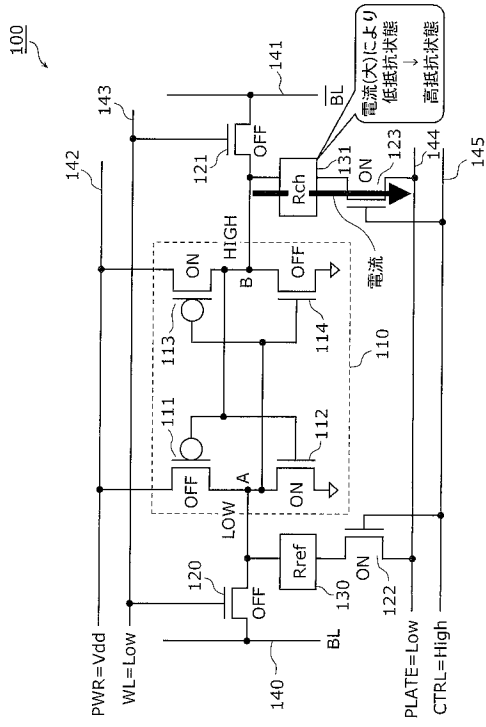 100
電流(大)により
低抵抗状態
→
高抵抗状態
PWR=Vdd
142
WL=Low
143
140
BL
141
BL
120
OFF
121
OFF
111
OFF
113
ON
LOW
A
HIGH
B
ON
112
OFF
114
110
Rref
130
Rch
131
ON
122
ON
123
電流
PLATE=Low
144
CTRL=High
145